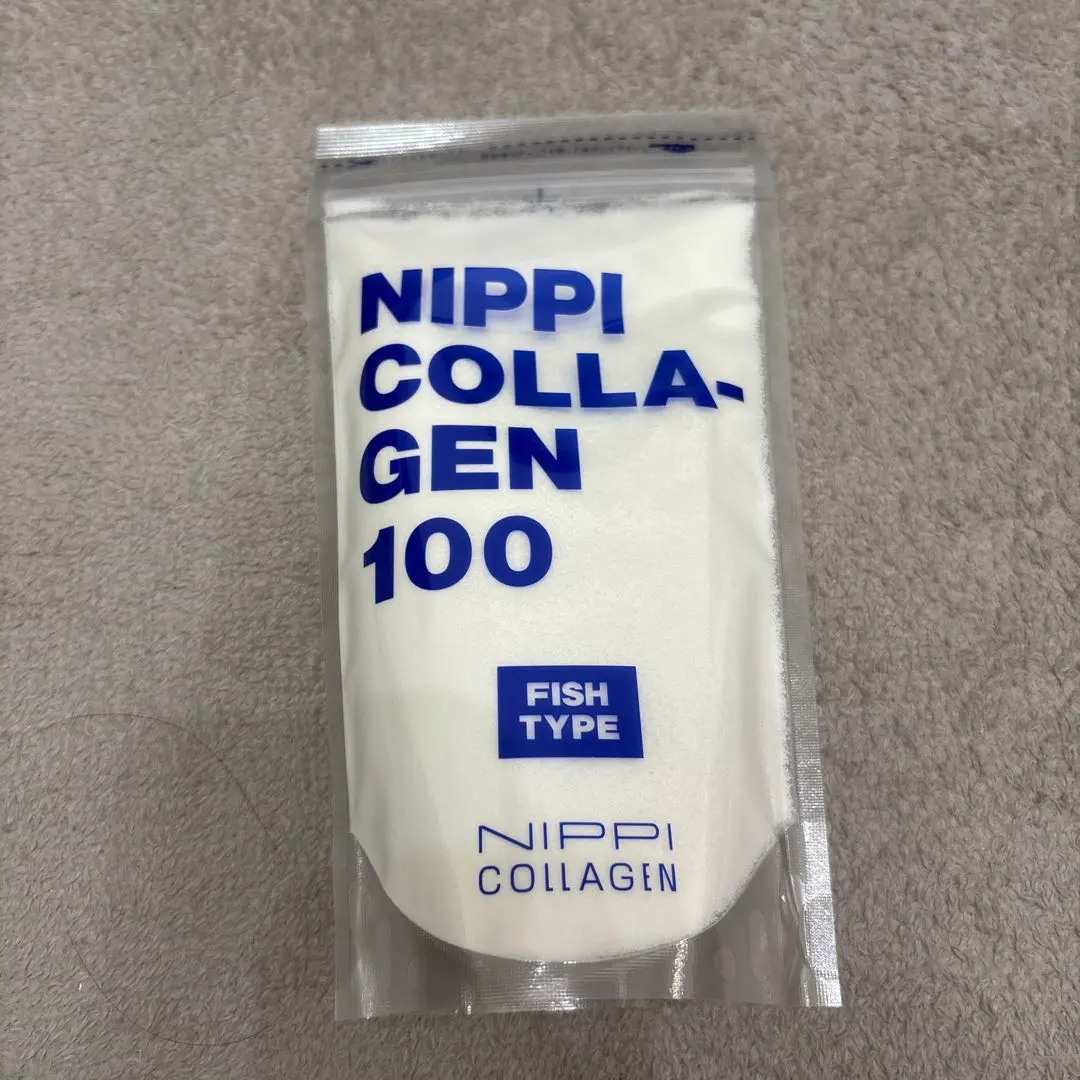 NIPPI
COLLA-
GEN
100
FISH
TYPE
NIPPI
COLLAGEN